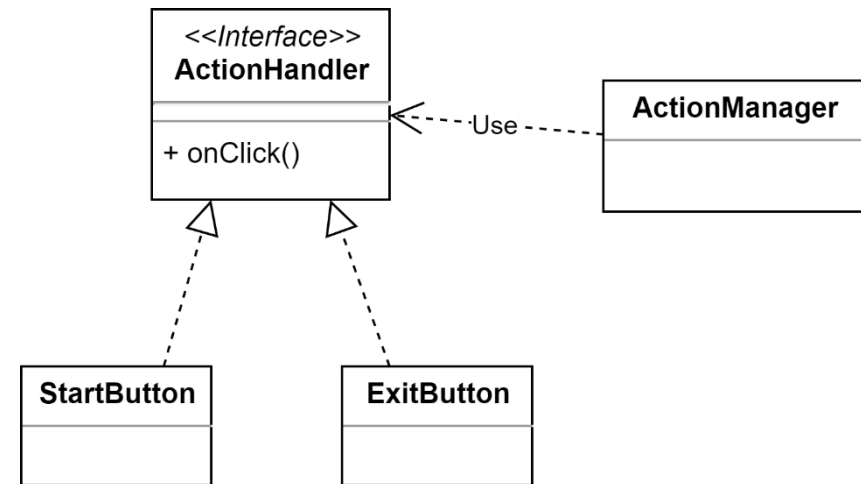 <<Interface>>
ActionHandler
+ onClick()
Use
ActionManager
StartButton
ExitButton